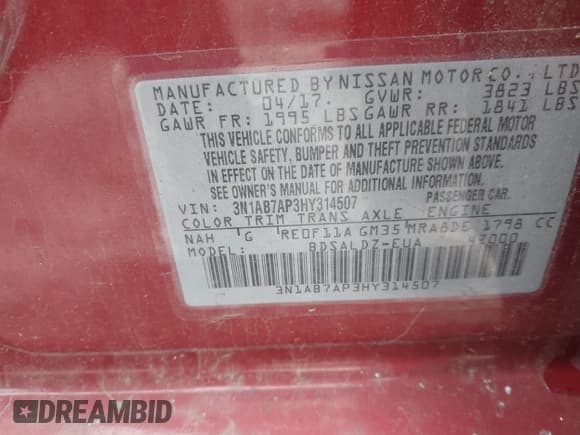 MANUFACTURED BY NISSAN MOTOR CO., LTD
DATE: 04/17. GVWR: 3823 LBS
GAWR FR: 1995 LBS GAWR RR: 1841 LBS
THIS VEHICLE CONFORMS TO ALL APPLICABLE FEDERAL MOTOR
VEHICLE SAFETY, BUMPER AND THEFT PREVENTION STANDARDS
IN EFFECT ON THE DATE OF MANUFACTURE SHOWN ABOVE.
SEE OWNER'S MANUAL FOR ADDITIONAL INFORMATION
VIN: 3N1AB7AP3HY314507 PASSENGER CAR.
COLOR TRIM TRANS AXLE ENGINE
NAH G RE0F11A GM35 MRA8DE 1798 CC
BDSALDZ-EUA 42000
3N1AB7AP3HY314507
DREAMBID